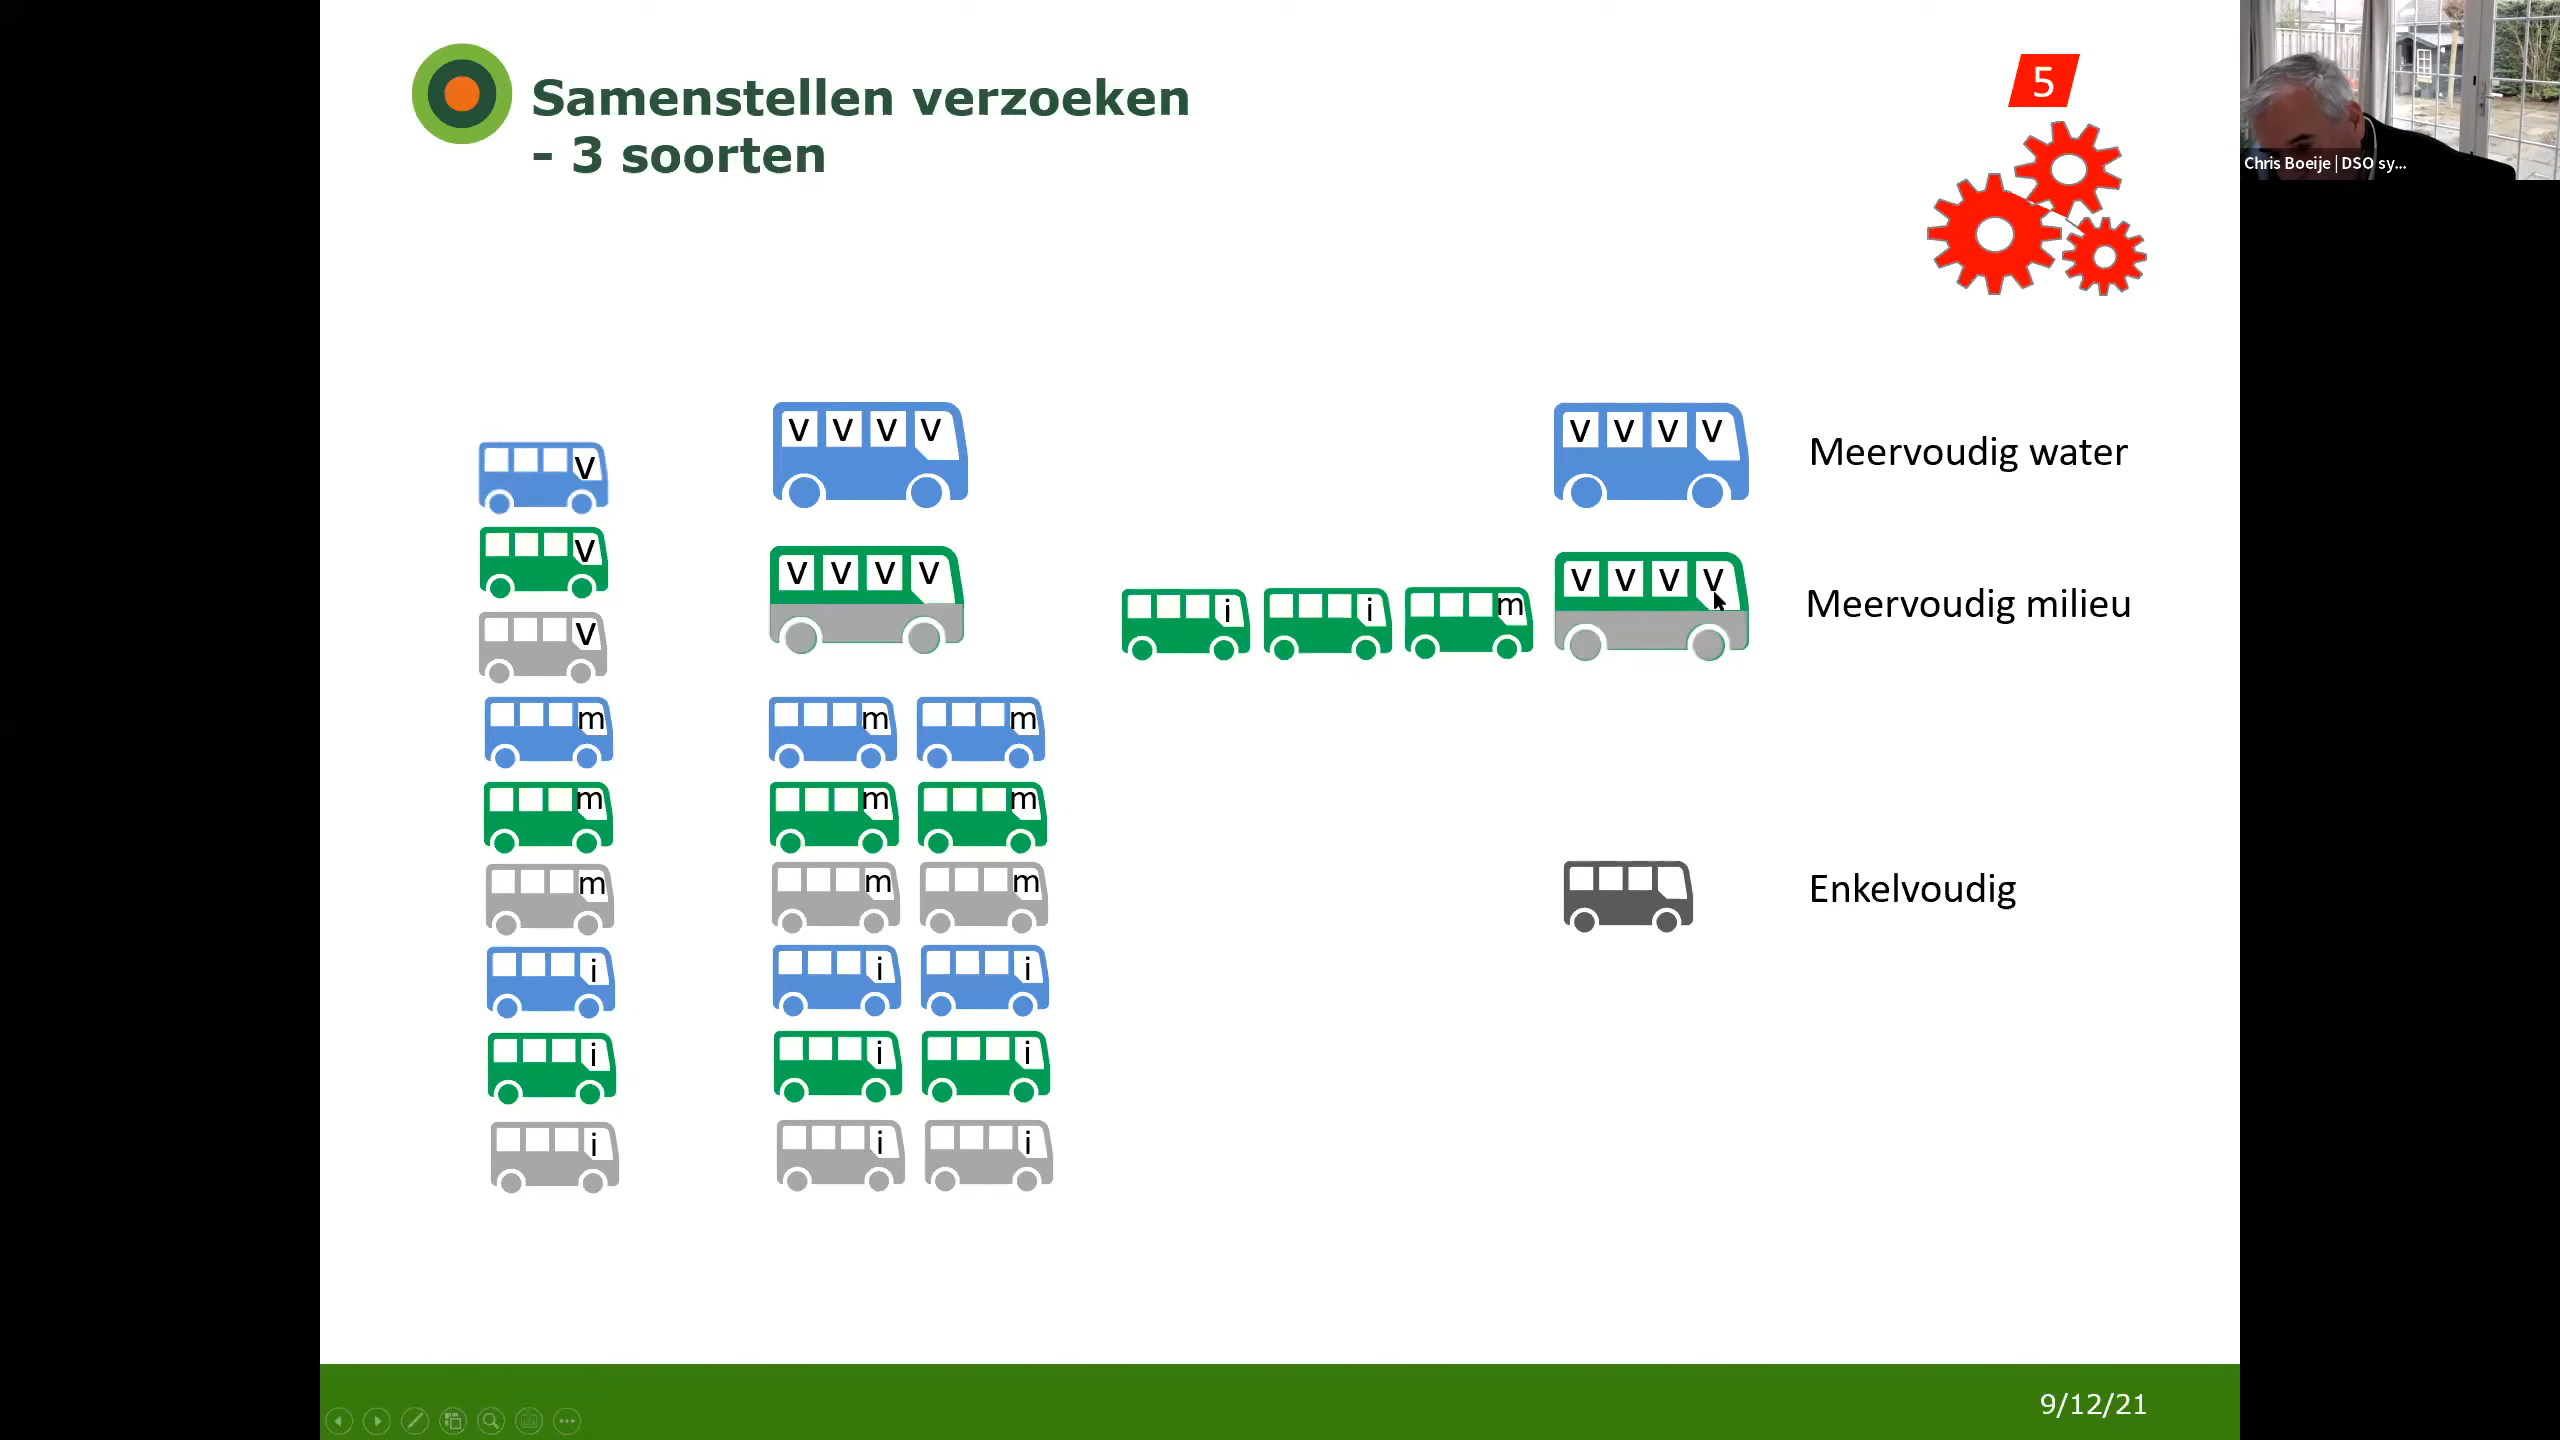 Samenstellen verzoeken
- 3 soorten
5
Chris Boeije | DSO sy...
v
v
v
m
m
m
i
i
i
V V V V
V V V V
m m
m m
m m
i i
i i
i i
V V V V Meervoudig water
i i m V V V V Meervoudig milieu
Enkelvoudig
9/12/21